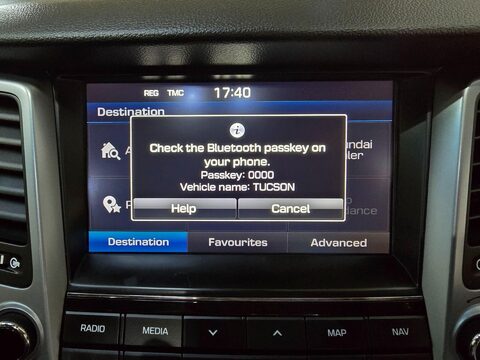 REG TMC 17:40
Destination
Check the Bluetooth passkey on
your phone.
Passkey: 0000
Vehicle name: TUCSON
Help Cancel
Destination Favourites Advanced
RADIO MEDIA MAP NAV